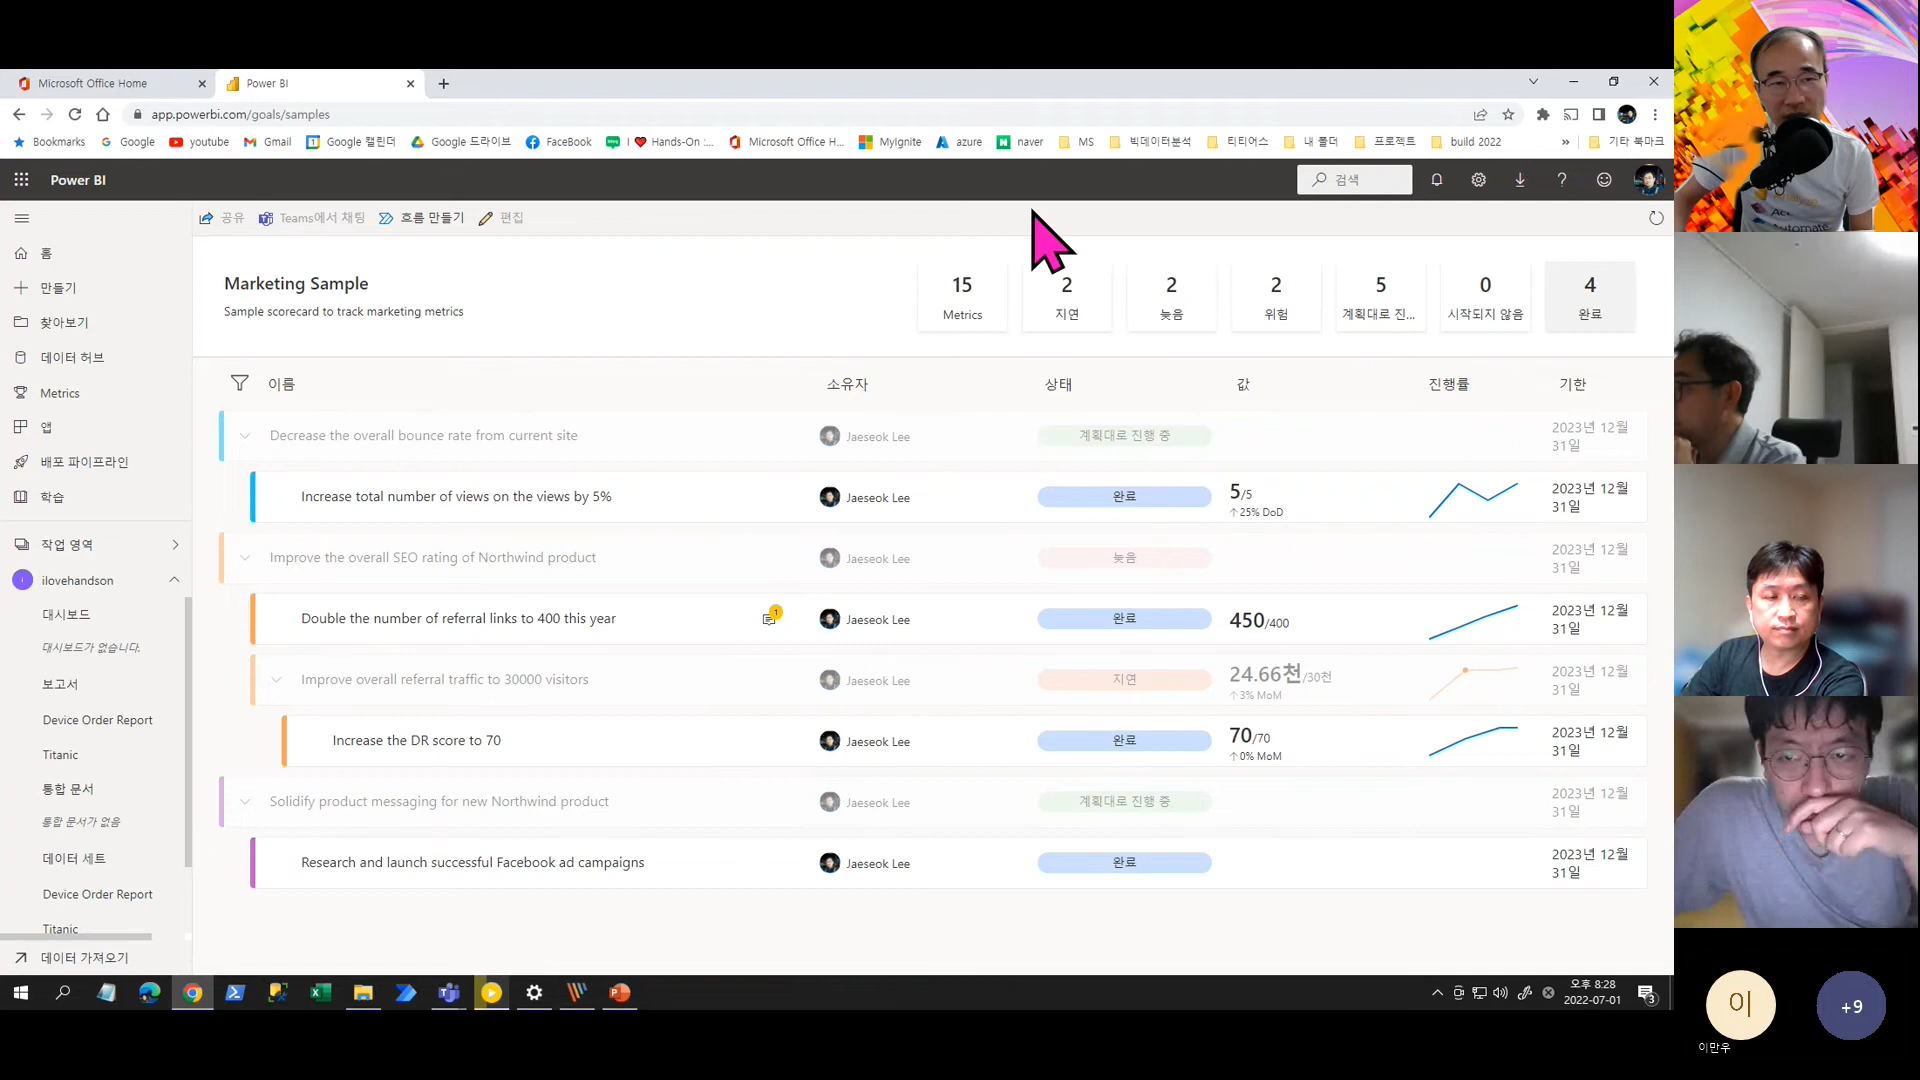 Microsoft Office Home
Power BI
app.powerbi.com/goals/samples
Bookmarks Google youtube Gmail Google 캘린더 Google 드라이브 FaceBook I ❤ Hands-On :... Microsoft Office H... MyIgnite azure naver MS 빅데이터분석 티티어스 내 폴더 프로젝트 build 2022 » 기타 북마크
Power BI
검색
공유 Teams에서 채팅 흐름 만들기 편집
홈
만들기
찾아보기
데이터 허브
Metrics
앱
배포 파이프라인
학습
작업 영역
ilovehandson
대시보드
대시보드가 없습니다.
보고서
Device Order Report
Titanic
통합 문서
통합 문서가 없음
데이터 세트
Device Order Report
Titanic
데이터 가져오기
Marketing Sample
Sample scorecard to track marketing metrics
15 2 2 2 5 0 4
Metrics 지연 늦음 위험 계획대로 진... 시작되지 않음 완료
이름 소유자 상태 값 진행률 기한
Decrease the overall bounce rate from current site Jaeseok Lee 계획대로 진행 중 2023년 12월
31일
Increase total number of views on the views by 5% Jaeseok Lee 완료 5/5 2023년 12월
↑25% DoD 31일
Improve the overall SEO rating of Northwind product Jaeseok Lee 늦음 2023년 12월
31일
Double the number of referral links to 400 this year 1 Jaeseok Lee 완료 450/400 2023년 12월
31일
Improve overall referral traffic to 30000 visitors Jaeseok Lee 지연 24.66천/30천 2023년 12월
↑3% MoM 31일
Increase the DR score to 70 Jaeseok Lee 완료 70/70 2023년 12월
↑0% MoM 31일
Solidify product messaging for new Northwind product Jaeseok Lee 계획대로 진행 중 2023년 12월
31일
Research and launch successful Facebook ad campaigns Jaeseok Lee 완료 2023년 12월
31일
오후 8:28
2022-07-01
3
이
+9
이만우